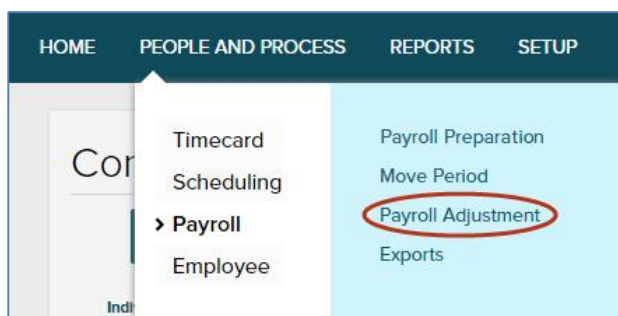 HOME PEOPLE AND PROCESS REPORTS SETUP
Timecard
Scheduling
Payroll
Employee
Payroll Preparation
Move Period
Payroll Adjustment
Exports